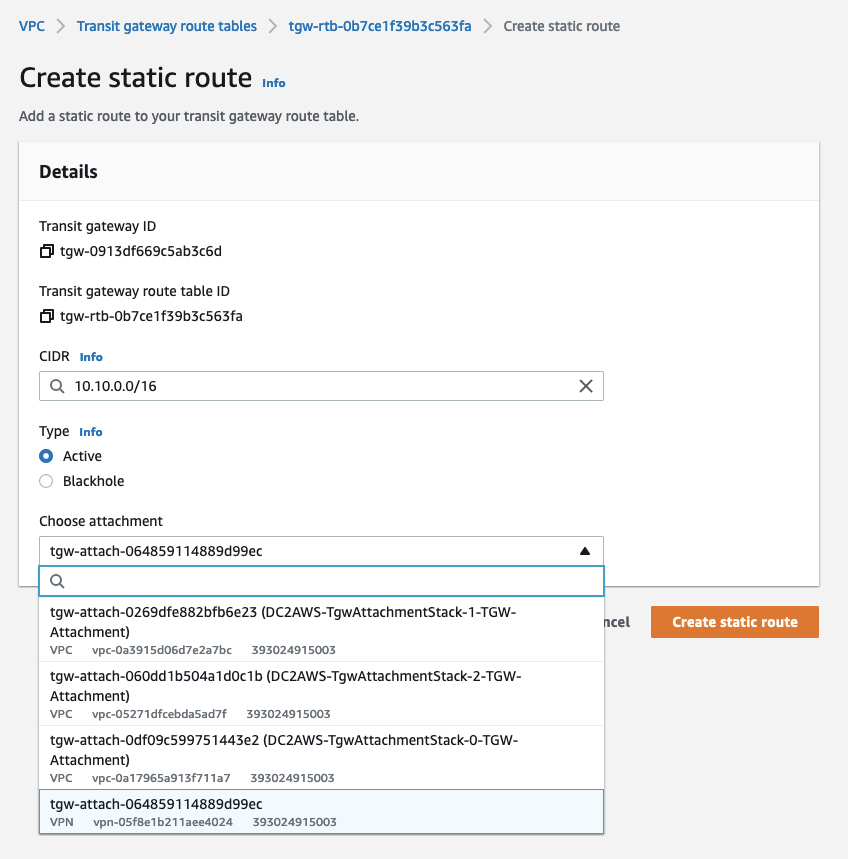 VPC > Transit gateway route tables > tgw-rtb-0b7ce1f39b3c563fa > Create static route
Create static route Info
Add a static route to your transit gateway route table.
Details
Transit gateway ID
tgw-0913df669c5ab3c6d
Transit gateway route table ID
tgw-rtb-0b7ce1f39b3c563fa
CIDR Info
10.10.0.0/16
Type Info
Active
Blackhole
Choose attachment
tgw-attach-064859114889d99ec
tgw-attach-0269dfe882bfb6e23 (DC2AWS-TgwAttachmentStack-1-TGW-
Attachment)
VPC vpc-0a3915d06d7e2a7bc 393024915003
ncel Create static route
tgw-attach-060dd1b504a1d0c1b (DC2AWS-TgwAttachmentStack-2-TGW-
Attachment)
VPC vpc-05271dfcebda5ad7f 393024915003
tgw-attach-0df09c599751443e2 (DC2AWS-TgwAttachmentStack-0-TGW-
Attachment)
VPC vpc-0a17965a913f711a7 393024915003
tgw-attach-064859114889d99ec
VPN vpn-05f8e1b211aee4024 393024915003